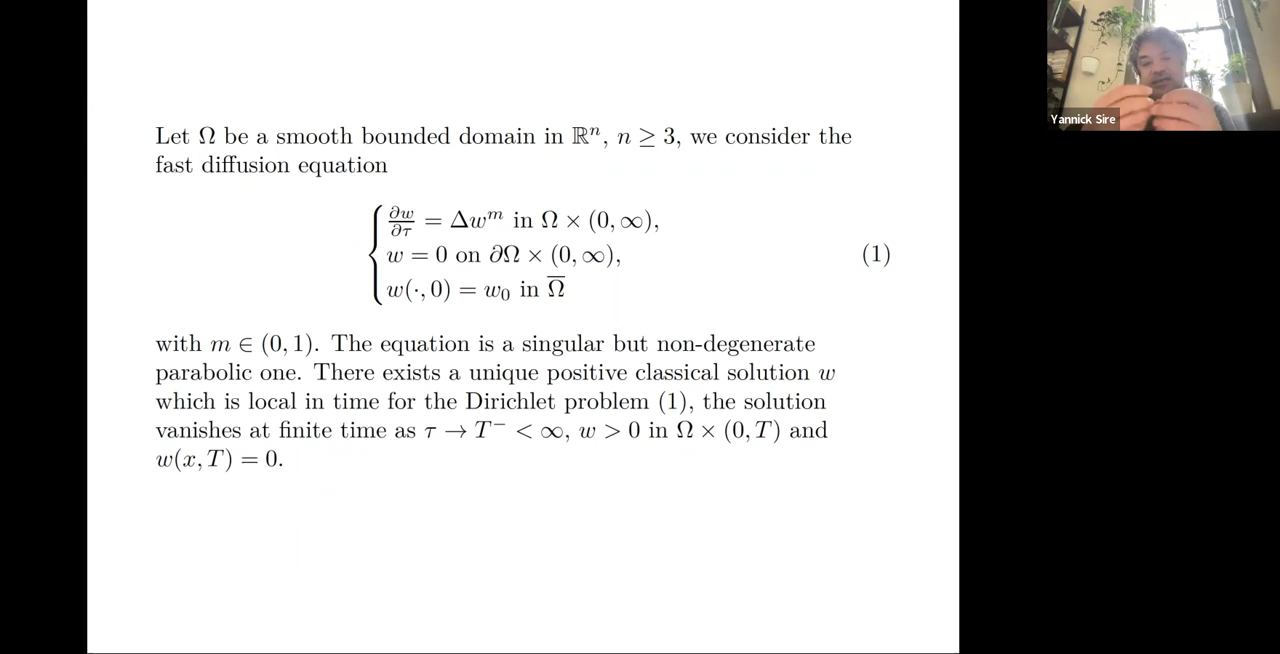 Let Ω be a smooth bounded domain in ℝⁿ, n ≥ 3, we consider the
fast diffusion equation
∂w/∂τ = Δwᵐ in Ω × (0, ∞),
w = 0 on ∂Ω × (0, ∞),
(1)
w(·, 0) = w₀ in Ω̅
with m ∈ (0, 1). The equation is a singular but non-degenerate
parabolic one. There exists a unique positive classical solution w
which is local in time for the Dirichlet problem (1), the solution
vanishes at finite time as τ → T⁻ < ∞, w > 0 in Ω × (0, T) and
w(x, T) = 0.
Yannick Sire